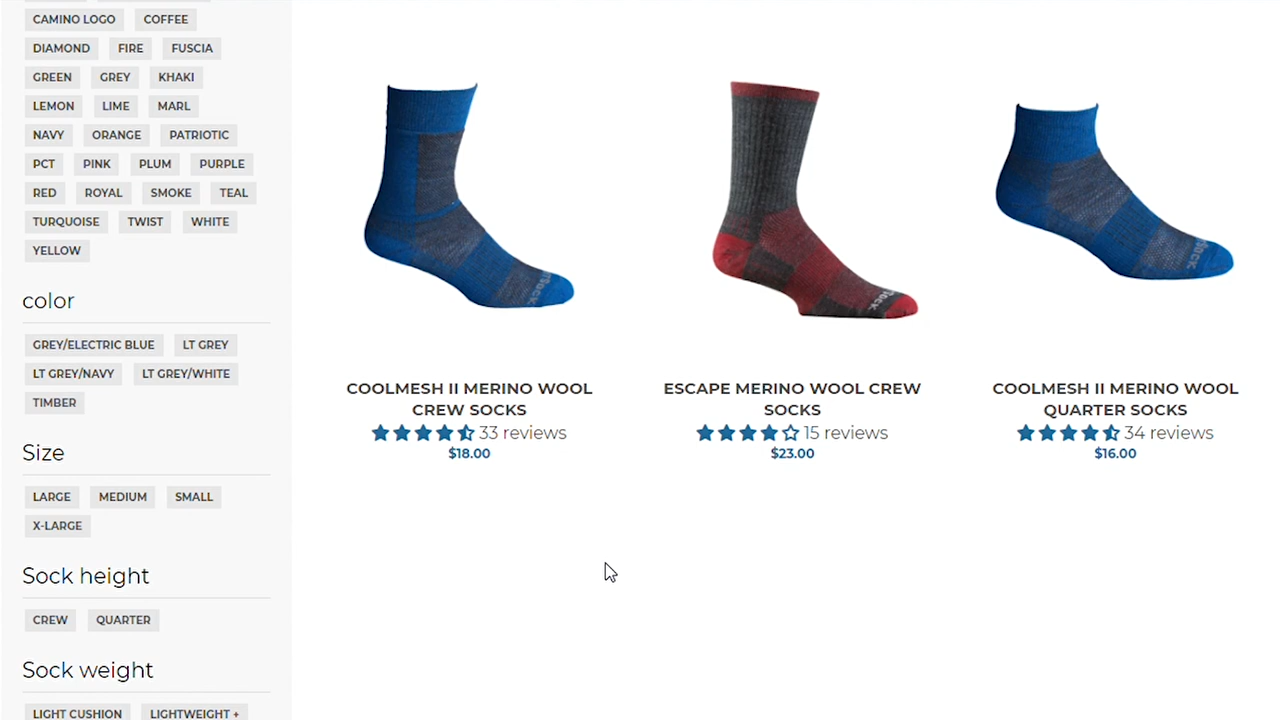 CAMINO LOGO COFFEE
DIAMOND FIRE FUSCIA
GREEN GREY KHAKI
LEMON LIME MARL
NAVY ORANGE PATRIOTIC
PCT PINK PLUM PURPLE
RED ROYAL SMOKE TEAL
TURQUOISE TWIST WHITE
YELLOW
color
GREY/ELECTRIC BLUE LT GREY
LT GREY/NAVY LT GREY/WHITE
TIMBER
Size
LARGE MEDIUM SMALL
X-LARGE
Sock height
CREW QUARTER
Sock weight
LIGHT CUSHION LIGHTWEIGHT +
COOLMESH II MERINO WOOL
CREW SOCKS
33 reviews
$18.00
ESCAPE MERINO WOOL CREW
SOCKS
15 reviews
$23.00
COOLMESH II MERINO WOOL
QUARTER SOCKS
34 reviews
$16.00